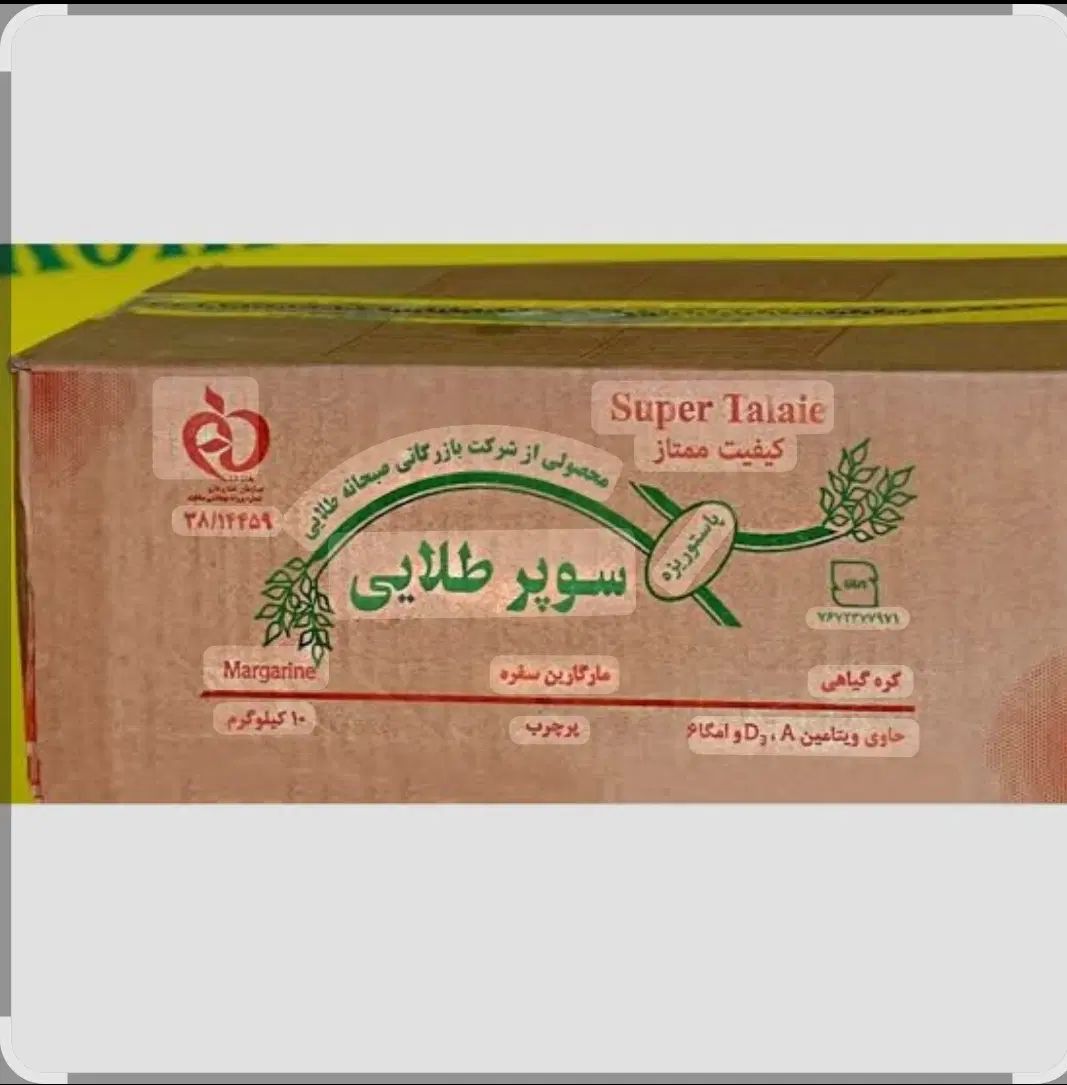 Super Talaie
کیفیت ممتاز
محصولی از شرکت بازرگانی صبحانه طلایی
۳۸/۱۴۴۵۹
پاستوریزه
سوپر طلایی
۷۶۷۲۳۷۷۹۷۱
کره گیاهی
مارگارین سفره
Margarine
حاوی ویتامین D₃ ، A و امگا۶
پرچرب
۱۰ کیلوگرم